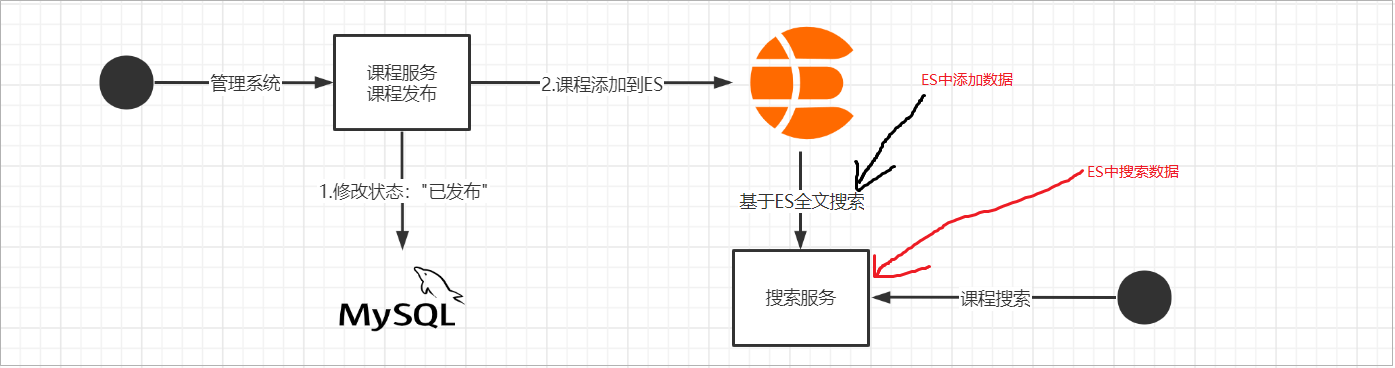 管理系统
课程服务
课程发布
2.课程添加到ES
ES中添加数据
1.修改状态："已发布"
基于ES全文搜索
ES中搜索数据
MySQL
搜索服务
课程搜索